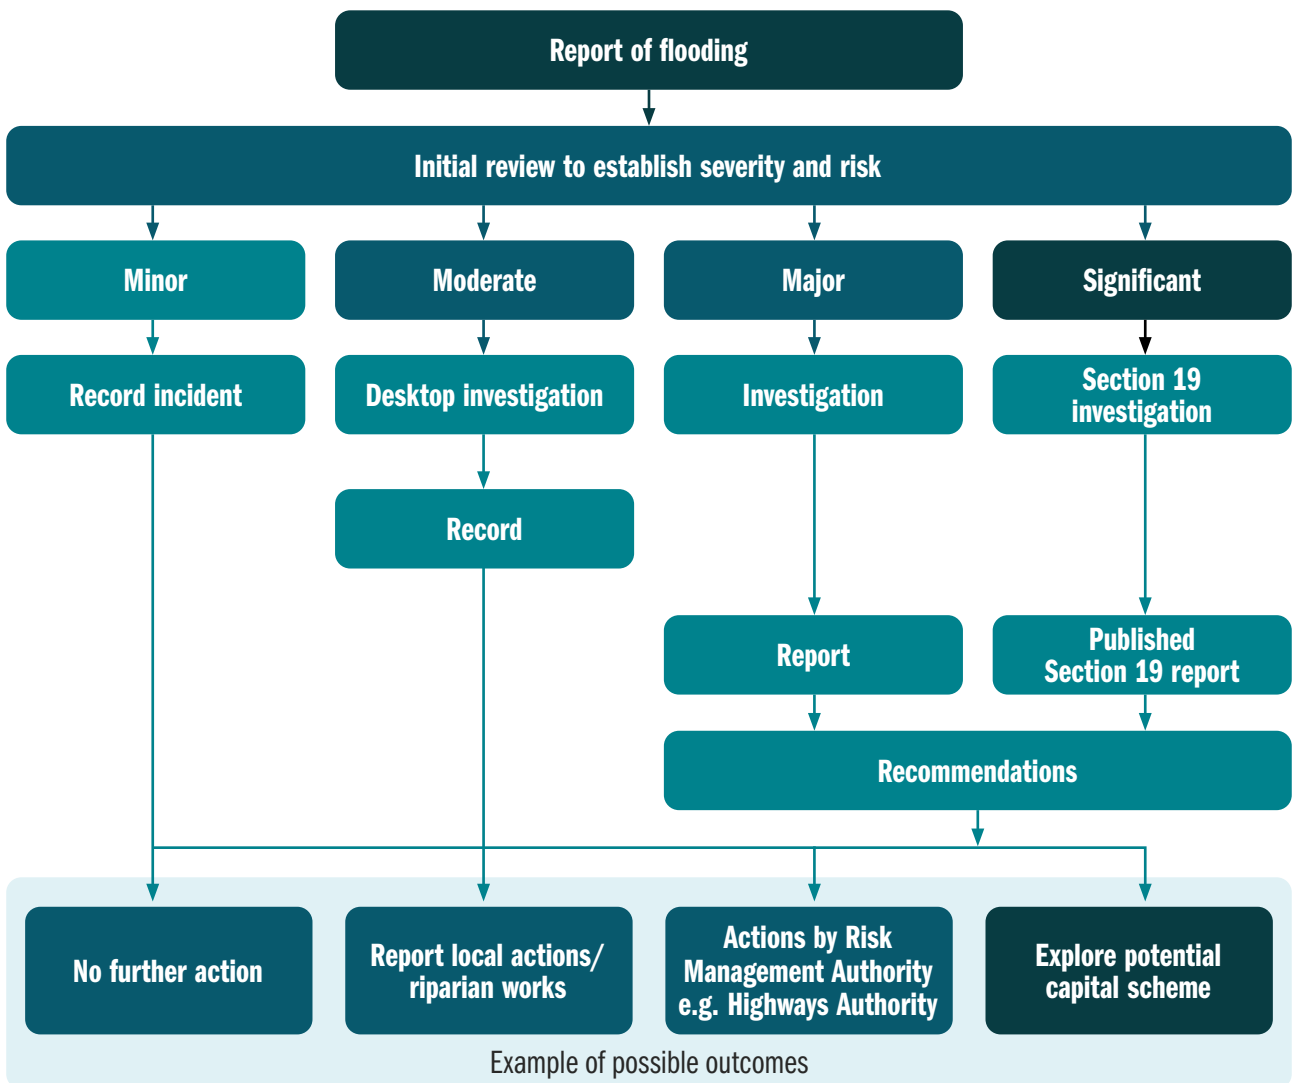 Report of flooding
Initial review to establish severity and risk
Minor
Moderate
Major
Significant
Record incident
Desktop investigation
Investigation
Section 19
investigation
Record
Report
Published
Section 19 report
Recommendations
No further action
Report local actions/
riparian works
Actions by Risk
Management Authority
e.g. Highways Authority
Explore potential
capital scheme
Example of possible outcomes